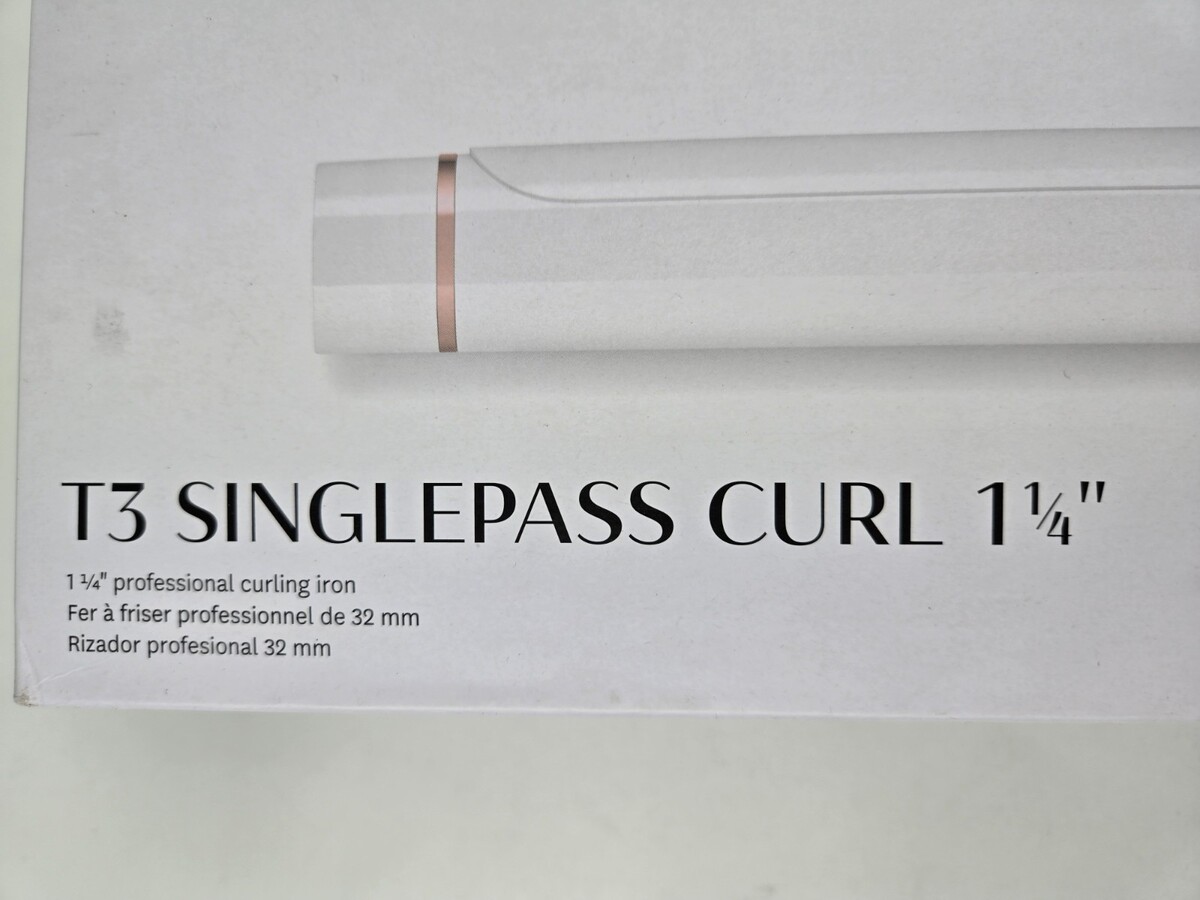 T3 SINGLEPASS CURL 1¼"
1 ¼" professional curling iron
Fer à friser professionnel de 32 mm
Rizador profesional 32 mm